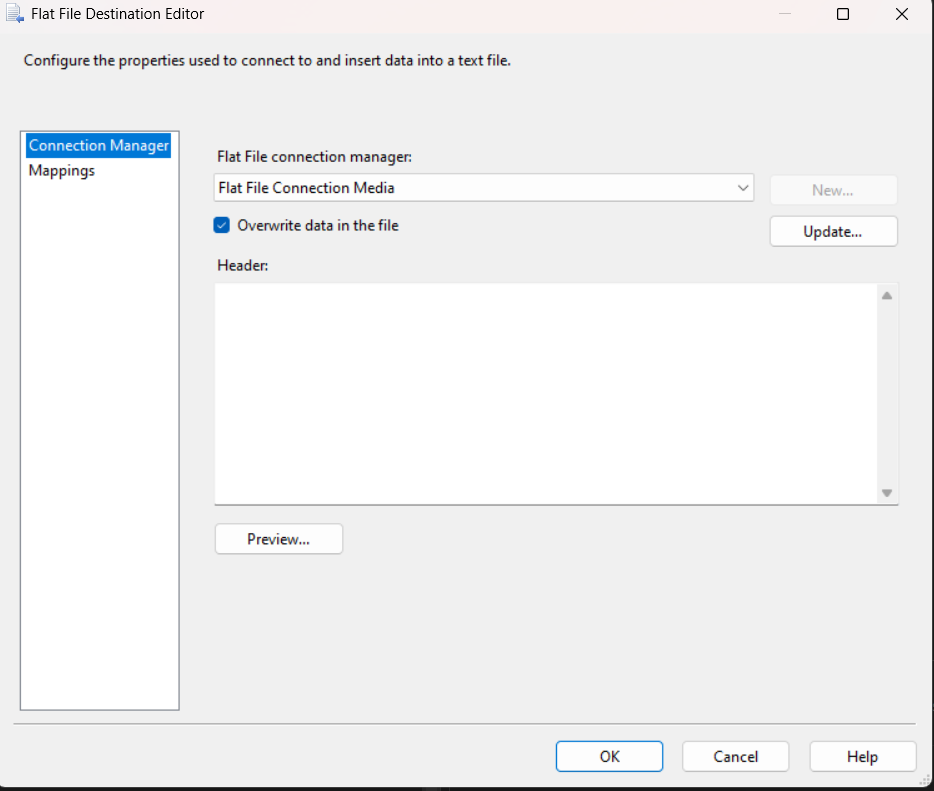 Flat File Destination Editor
Configure the properties used to connect to and insert data into a text file.
Connection Manager
Mappings
Flat File connection manager:
Flat File Connection Media
New...
Overwrite data in the file
Update...
Header:
Preview...
OK
Cancel
Help